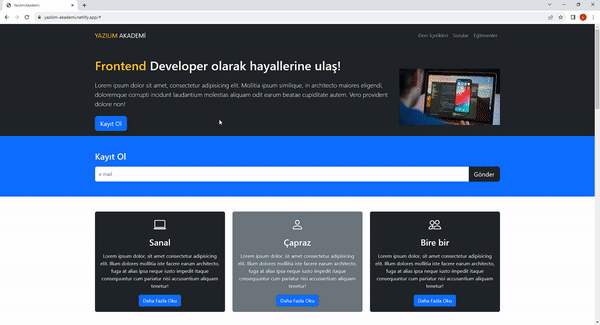 YazılımAkademi
yazilim-akademi.netlify.app/#
YAZILIM AKADEMİ
Ders İçerikleri Sorular Eğitmenler
Frontend Developer olarak hayallerine ulaş!
Lorem ipsum dolor sit amet, consectetur adipisicing elit. Mollitia ipsum similique, in architecto maiores eligendi,
doloremque corrupti incidunt laudantium molestias aliquam odit earum beatae cupiditate autem. Vero provident
dolore non!
Kayıt Ol
Kayıt Ol
e mail
Gönder
Sanal
Lorem ipsum dolor, sit amet consectetur adipisicing
elit. Illum dolores mollitia iste facere earum architecto,
fuga at alias ipsa neque iusto impedit itaque
consequuntur cum pariatur nisi accusantium aliquam
tenetur!
Daha Fazla Oku
Çapraz
Lorem ipsum dolor, sit amet consectetur adipisicing
elit. Illum dolores mollitia iste facere earum architecto,
fuga at alias ipsa neque iusto impedit itaque
consequuntur cum pariatur nisi accusantium aliquam
tenetur!
Daha Fazla Oku
Bire bir
Lorem ipsum dolor, sit amet consectetur adipisicing
elit. Illum dolores mollitia iste facere earum architecto,
fuga at alias ipsa neque iusto impedit itaque
consequuntur cum pariatur nisi accusantium aliquam
tenetur!
Daha Fazla Oku